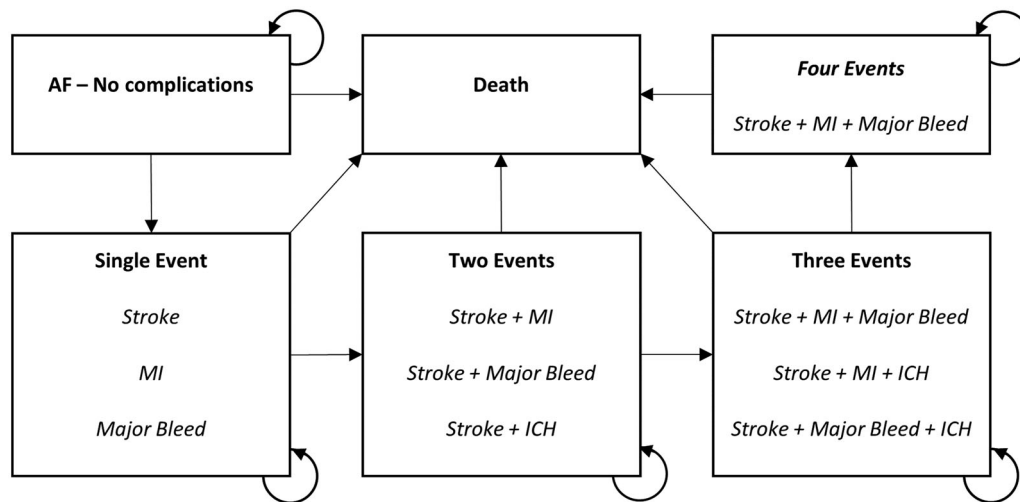 AF – No complications
Death
Four Events
Stroke + MI + Major Bleed
Single Event
Stroke
MI
Major Bleed
Two Events
Stroke + MI
Stroke + Major Bleed
Stroke + ICH
Three Events
Stroke + MI + Major Bleed
Stroke + MI + ICH
Stroke + Major Bleed + ICH